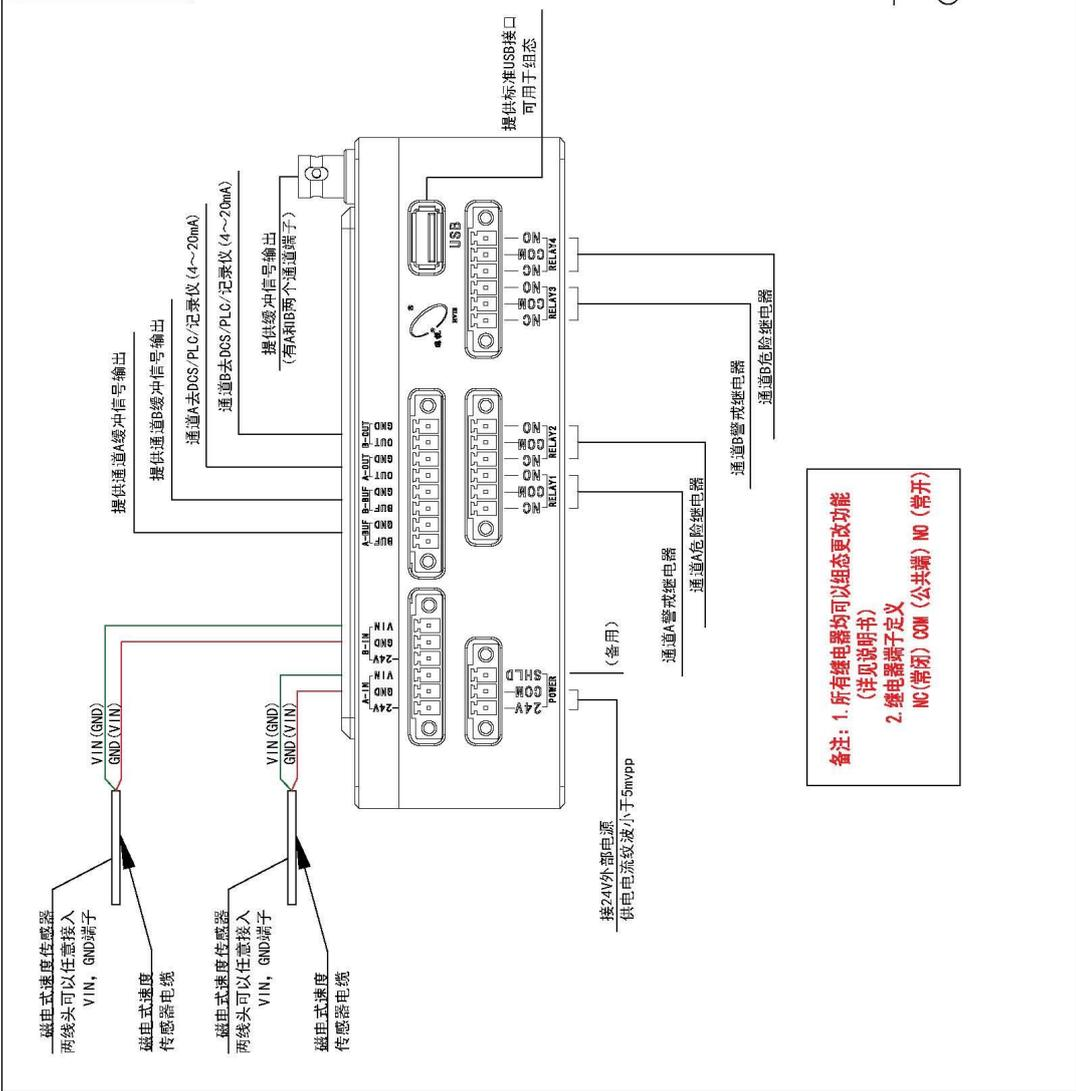 提供标准USB接口
可用于组态
提供缓冲信号输出
(有A和B两个通道端子)
通道B去DCS/PLC/记录仪(4~20mA)
通道A去DCS/PLC/记录仪(4~20mA)
提供通道B缓冲信号输出
提供通道A缓冲信号输出
USB
A-BUF B-BUF A-OUT B-OUT
BUF GND BUF GND OUT GND OUT GND
A-IN B-IN
24V GND VIN 24V GND VIN
NC COM NO NC COM NO
RELAY3 RELAY4
NC COM NO NC COM NO
RELAY1 RELAY2
24V COM SHLD
POWER
VIN(GND)
GND(VIN)
VIN(GND)
GND(VIN)
磁电式速度传感器
两线头可以任意接入
VIN, GND端子
磁电式速度
传感器电缆
磁电式速度传感器
两线头可以任意接入
VIN, GND端子
磁电式速度
传感器电缆
接24V外部电源
供电电流纹波小于5mvpp
(备用)
通道A警戒继电器
通道A危险继电器
通道B警戒继电器
通道B危险继电器
备注: 1.所有继电器均可以组态更改功能
(详见说明书)
2.继电器端子定义
NC(常闭) COM (公共端) NO (常开)